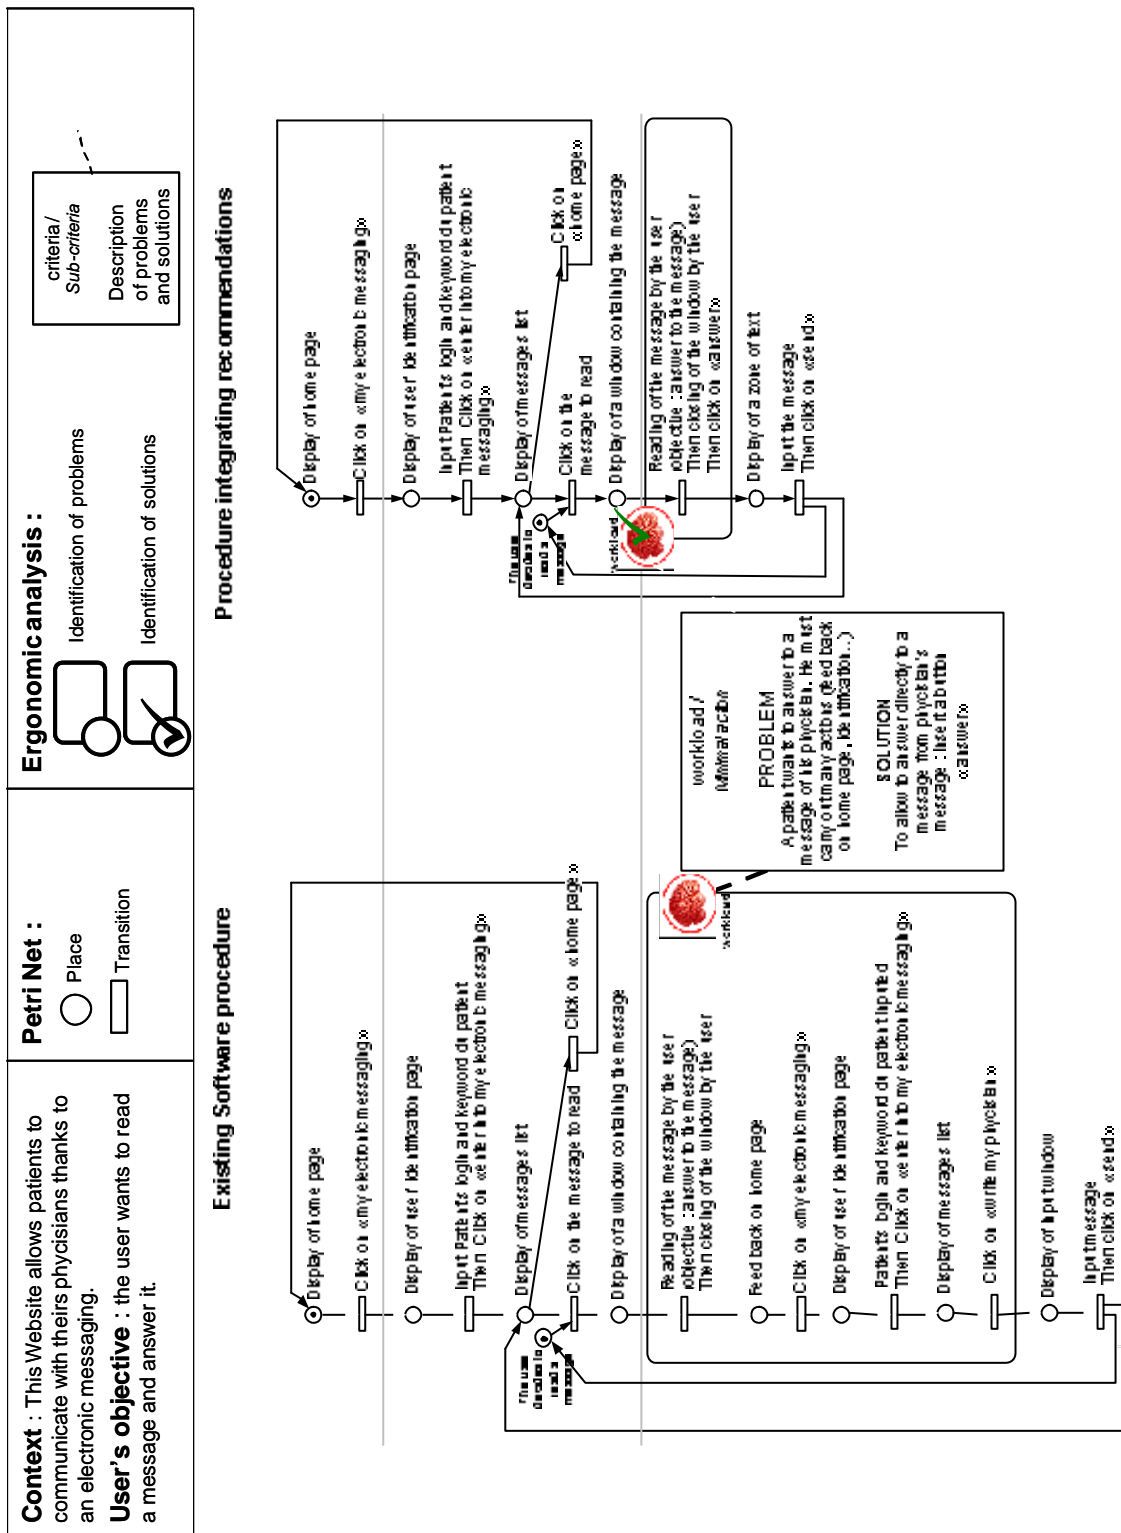 Context : This Website allows patients to
communicate with theirs phycisians thanks to
an electronic messaging.
User's objective : the user wants to read
a message and answer it.
Petri Net :
Place
Transition
Ergonomic analysis :
Identification of problems
Identification of solutions
criteria/
Sub-criteria
Description
of problems
and solutions
Existing Software procedure
Display of home page
Click on «my electronic messaging»
Display of user identification page
Input patient's login and keyword on patient
Then Click on «enter into my electronic messaging»
Display of messages list
Click on «home page»
Click on the message to read
Display of a window containing the message
Reading of the message by the user
(objective : answer to the message)
Then closing of the window by the user
Feed back on home page
Click on «my electronic messaging»
Display of user identification page
Patient's login and keyword on patient inputted
Then Click on «enter into my electronic messaging»
Display of messages list
Click on «write my phycisian»
Display of input window
Input message
Then click on «send»
workload
workload /
Minimal action
PROBLEM
A patient wants to answer to a
message of his phycisian. He must
carry out many actions (feed back
on home page, identification..)
SOLUTION
To allow to answer directly to a
message from phycisian's
message : insert a button
«answer»
Procedure integrating recommendations
Display of home page
Click on «my electronic messaging»
Display of user identification page
Input patient's login and keyword on patient
Then Click on «enter into my electronic
messaging»
Display of messages list
Click on
«home page»
Click on the
message to read
Display of a window containing the message
workload
Reading of the message by the user
(objective : answer to the message)
Then closing of the window by the user
Then click on «answer»
Display of a zone of text
Input the message
Then click on «send»